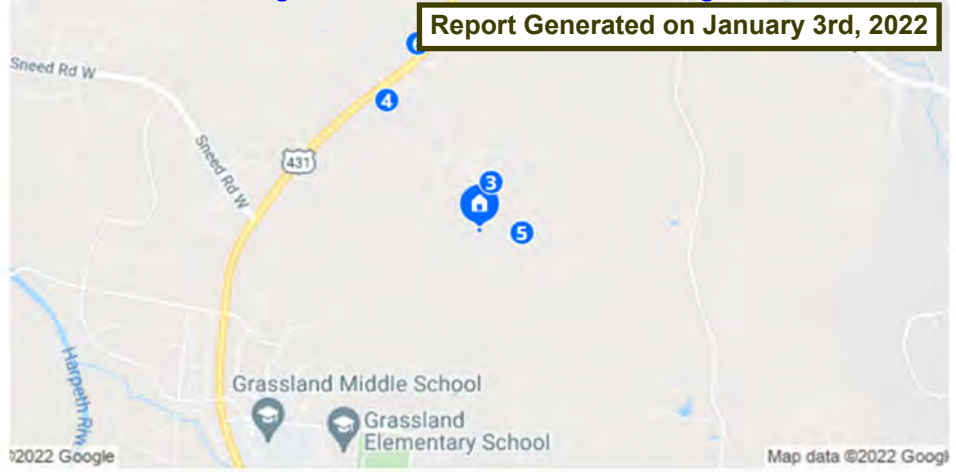 Report Generated on January 3rd, 2022
Sneed Rd W
4
Sneed Rd W
431
3
5
Harpeth Riv
Grassland Middle School
Grassland
Elementary School
2022 Google
Map data ©2022 Googl